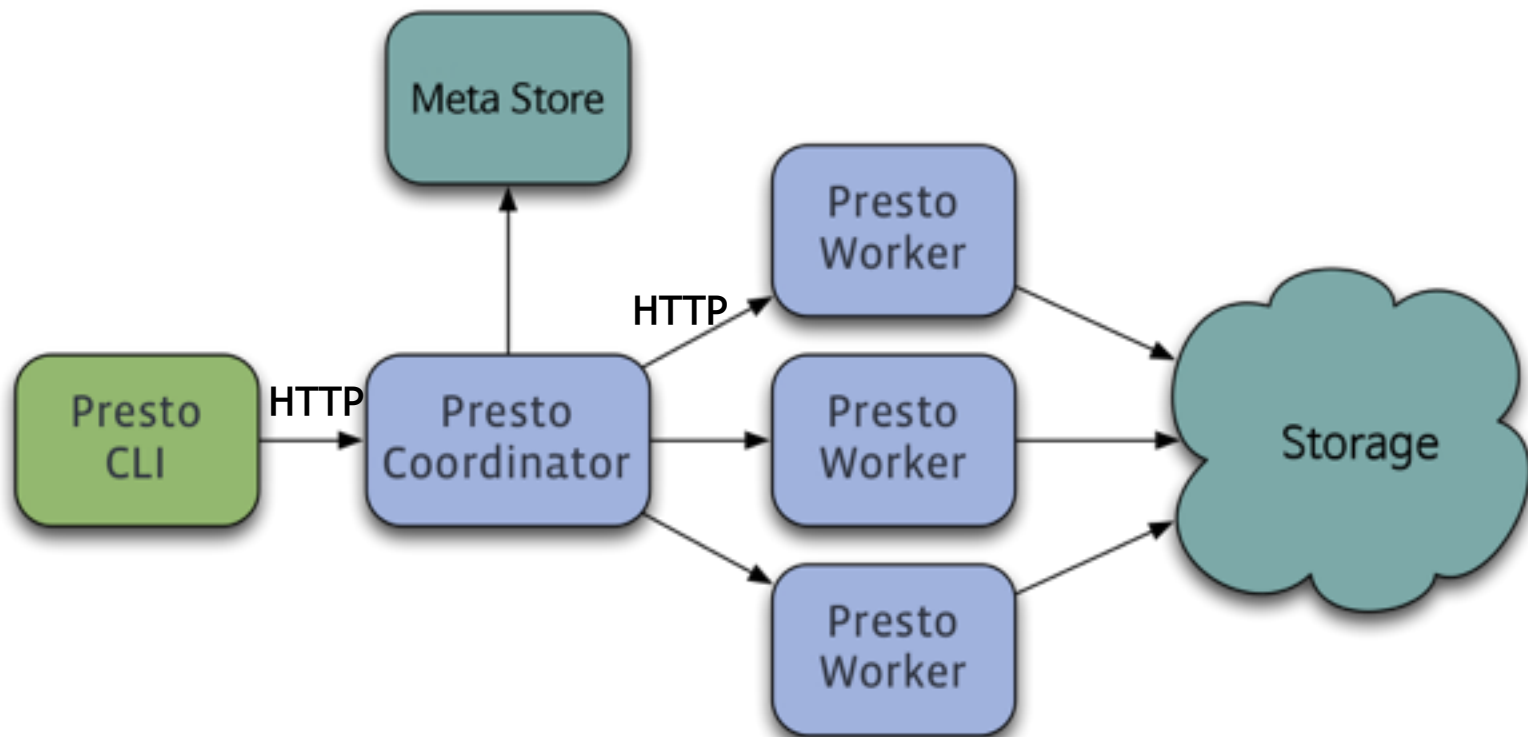 Meta Store
Presto
Worker
HTTP
Presto
CLI
HTTP
Presto
Coordinator
Presto
Worker
Storage
Presto
Worker